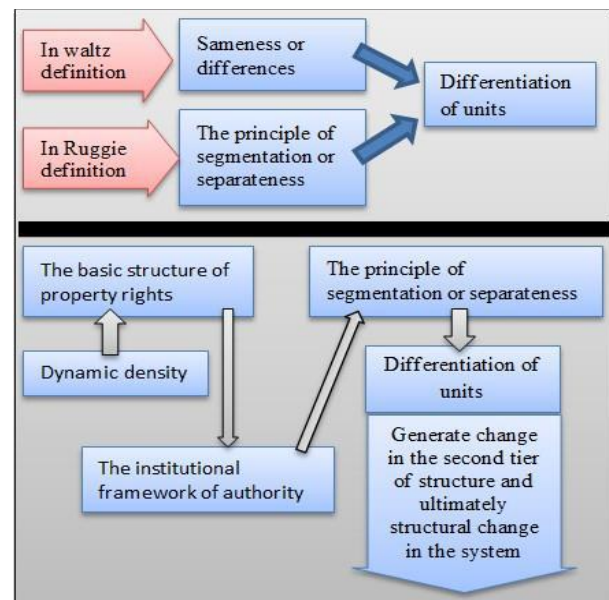 In waltz
definition
Sameness or
differences
Differentiation
of units
In Ruggie
definition
The principle of
segmentation or
separateness
The basic structure of
property rights
The principle of
segmentation or separateness
Dynamic density
Differentiation of
units
The institutional
framework of authority
Generate change
in the second tier
of structure and
ultimately
structural change
in the system